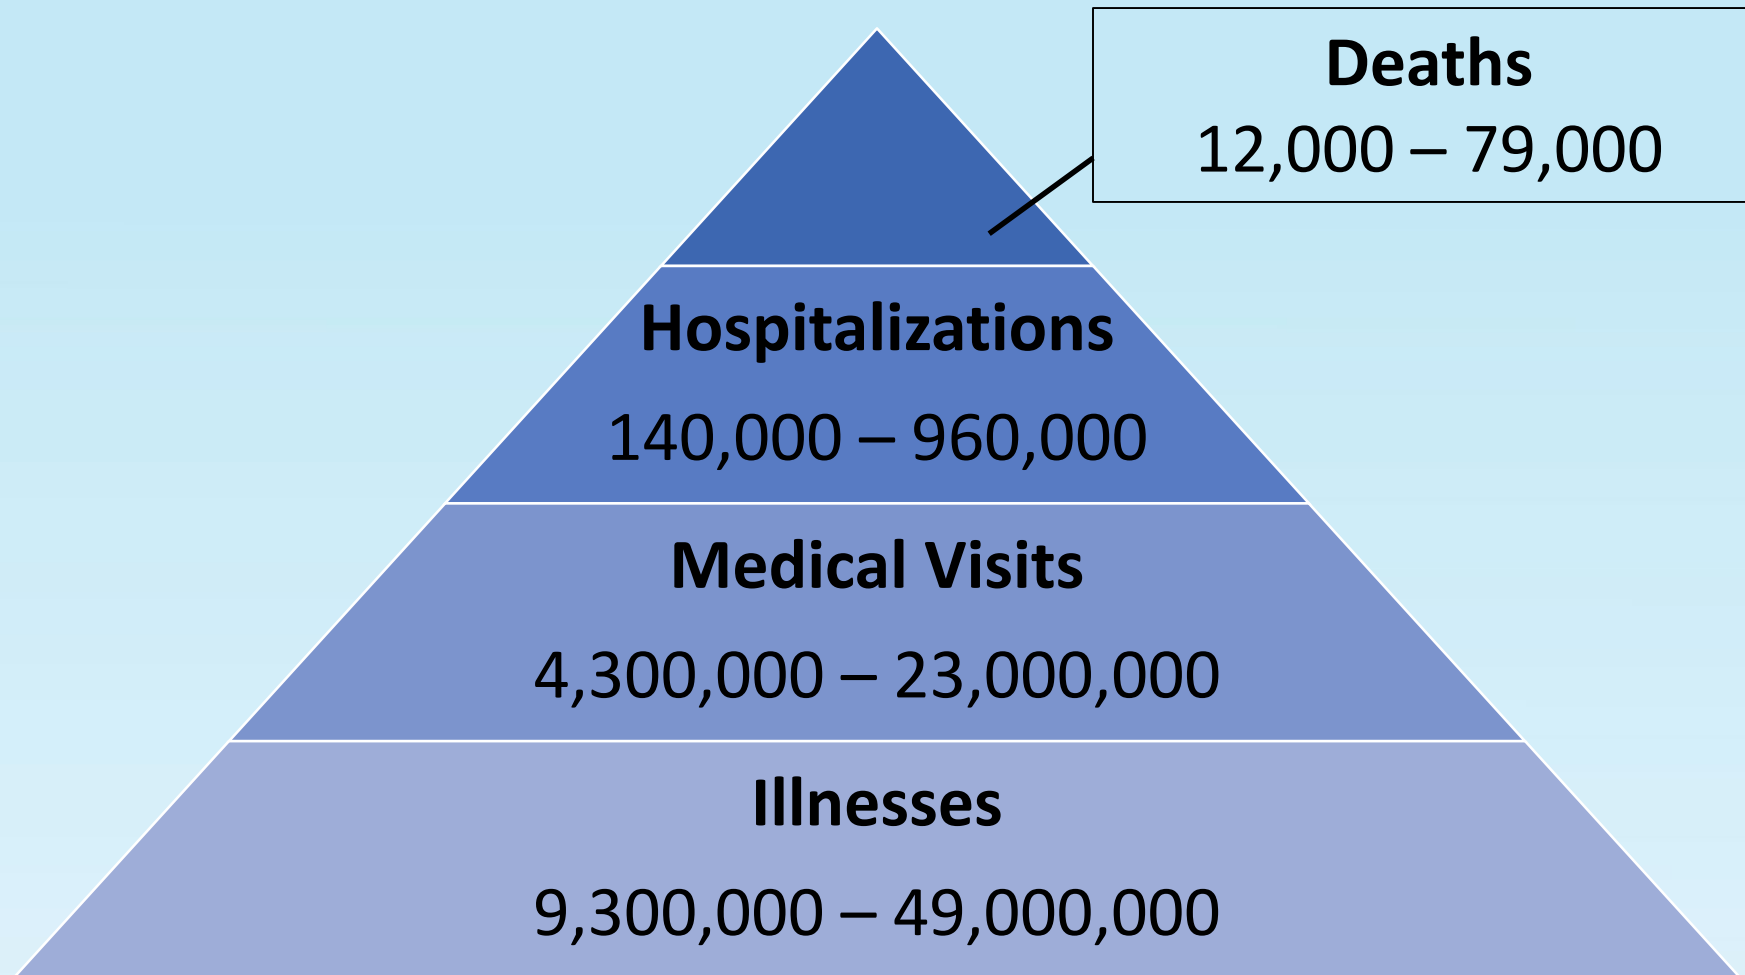 Deaths
12,000 – 79,000
Hospitalizations
140,000 – 960,000
Medical Visits
4,300,000 – 23,000,000
Illnesses
9,300,000 – 49,000,000